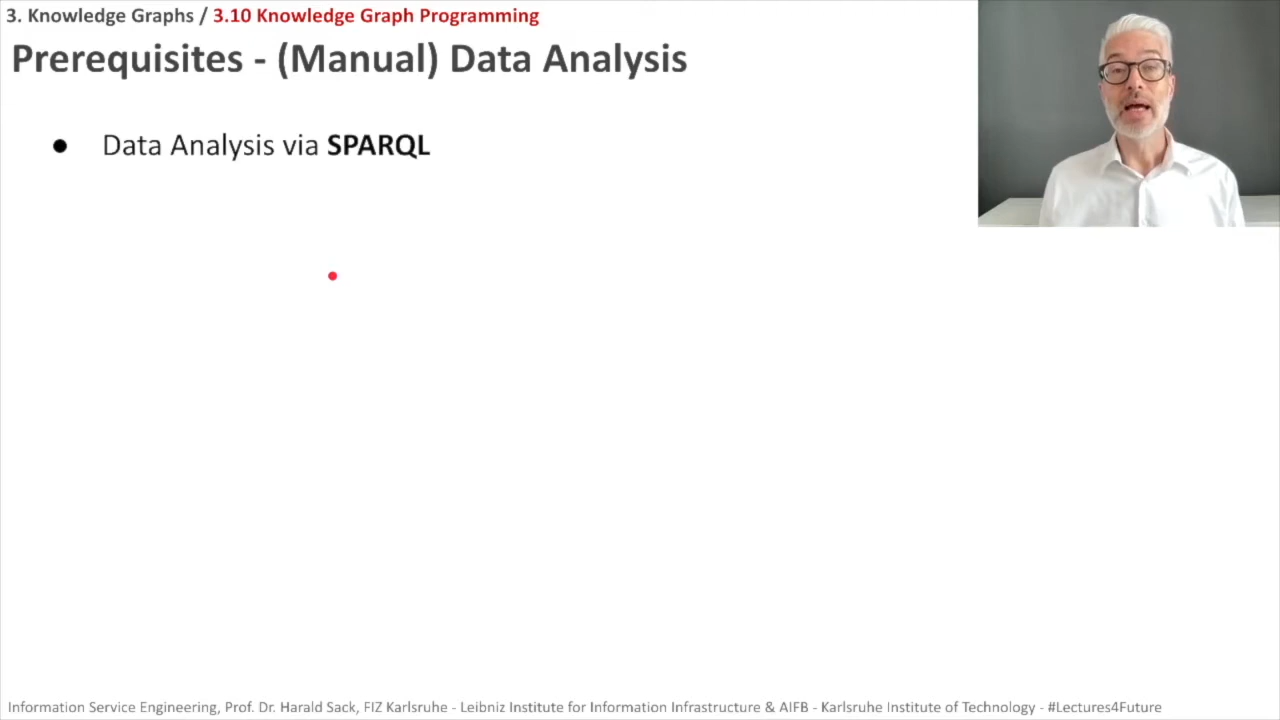 3. Knowledge Graphs / 3.10 Knowledge Graph Programming
Prerequisites - (Manual) Data Analysis
● Data Analysis via SPARQL
Information Service Engineering, Prof. Dr. Harald Sack, FIZ Karlsruhe - Leibniz Institute for Information Infrastructure & AIFB - Karlsruhe Institute of Technology - #Lectures4Future